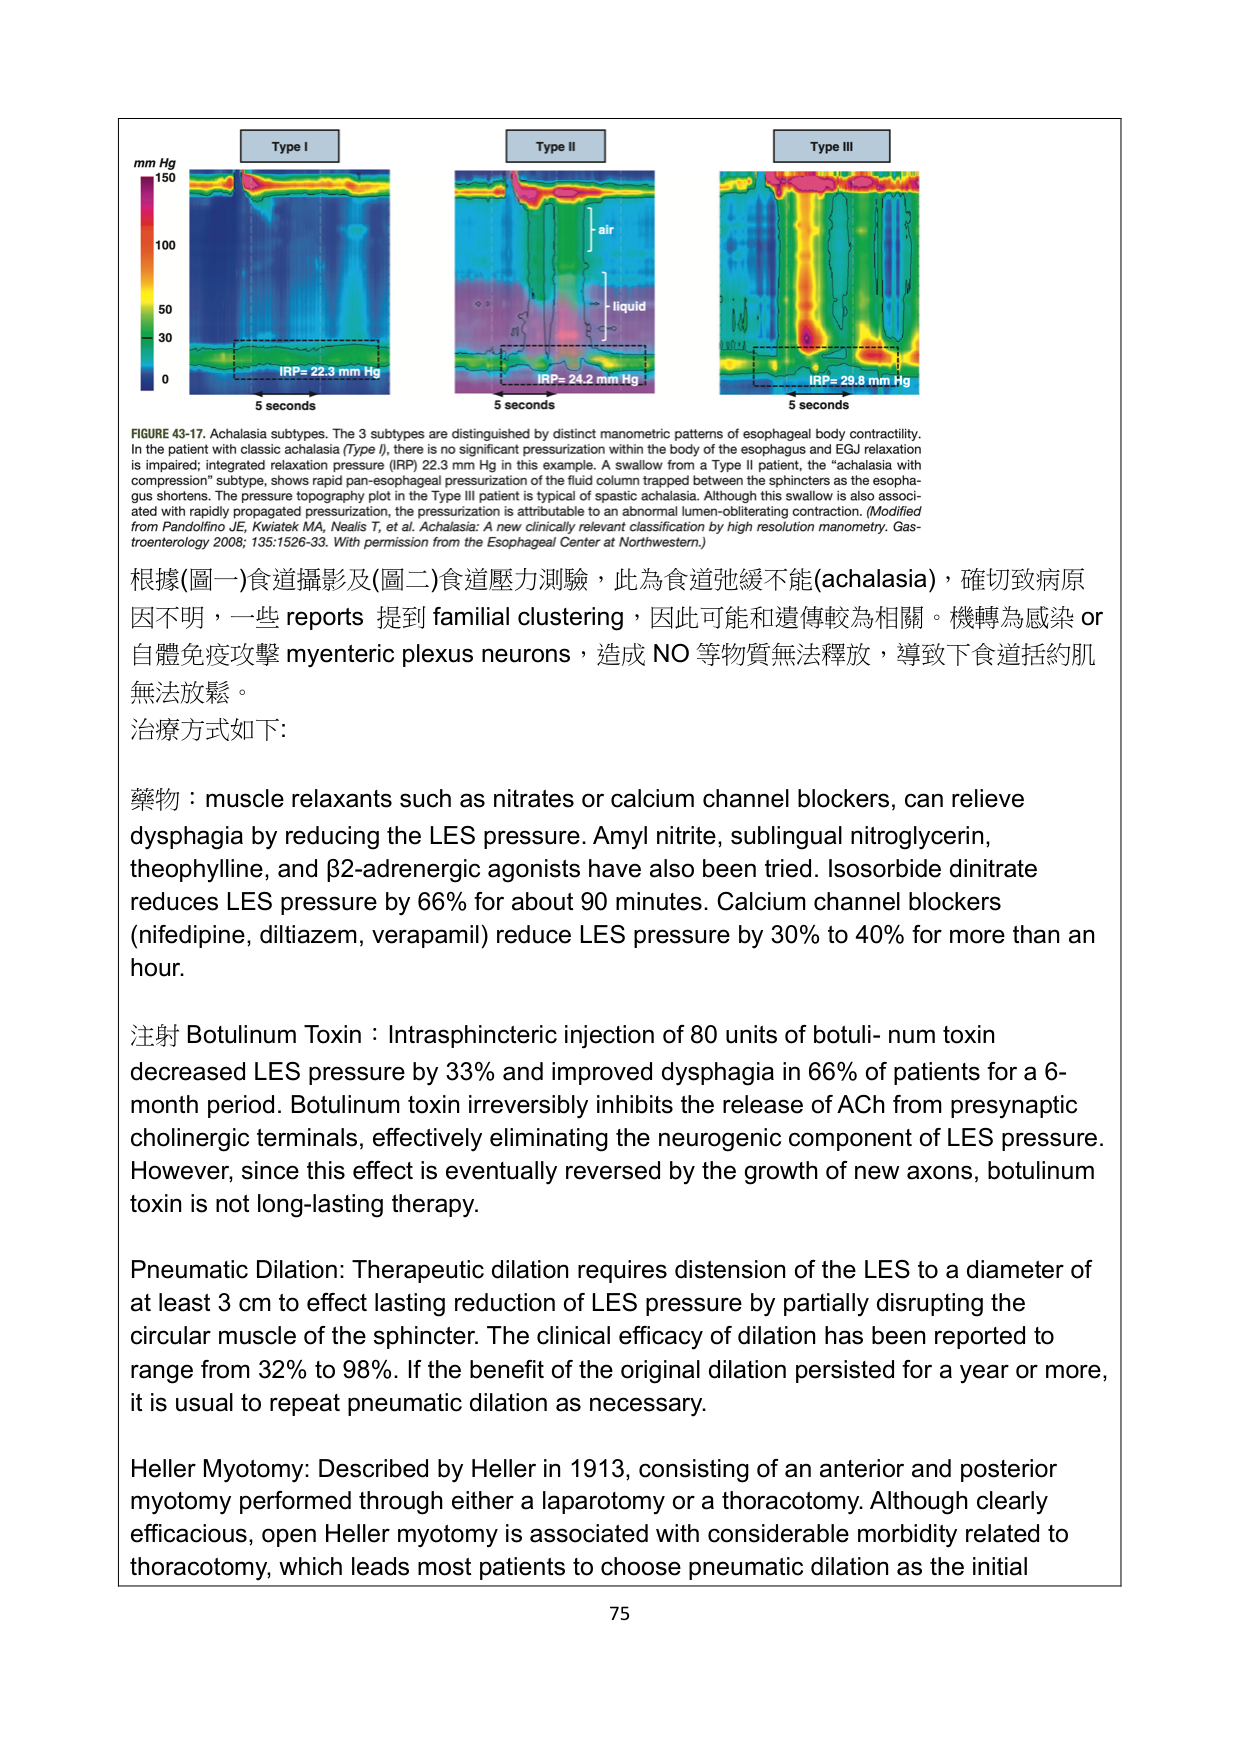 Type I
Type II
Type III
mm Hg
150
100
50
30
0
air
liquid
IRP= 22.3 mm Hg
IRP= 24.2 mm Hg
IRP= 29.8 mm Hg
5 seconds
5 seconds
5 seconds
FIGURE 43-17. Achalasia subtypes. The 3 subtypes are distinguished by distinct manometric patterns of esophageal body contractility.
In the patient with classic achalasia (Type I), there is no significant pressurization within the body of the esophagus and EGJ relaxation
is impaired; integrated relaxation pressure (IRP) 22.3 mm Hg in this example. A swallow from a Type II patient, the “achalasia with
compression” subtype, shows rapid pan-esophageal pressurization of the fluid column trapped between the sphincters as the esopha-
gus shortens. The pressure topography plot in the Type III patient is typical of spastic achalasia. Although this swallow is also associ-
ated with rapidly propagated pressurization, the pressurization is attributable to an abnormal lumen-obliterating contraction. (Modified
from Pandolfino JE, Kwiatek MA, Nealis T, et al. Achalasia: A new clinically relevant classification by high resolution manometry. Gas-
troenterology 2008; 135:1526-33. With permission from the Esophageal Center at Northwestern.)
根據(圖一)食道攝影及(圖二)食道壓力測驗，此為食道弛緩不能(achalasia)，確切致病原
因不明，一些 reports 提到 familial clustering，因此可能和遺傳較為相關。機轉為感染 or
自體免疫攻擊 myenteric plexus neurons，造成 NO 等物質無法釋放，導致下食道括約肌
無法放鬆。
治療方式如下:
藥物：muscle relaxants such as nitrates or calcium channel blockers, can relieve
dysphagia by reducing the LES pressure. Amyl nitrite, sublingual nitroglycerin,
theophylline, and β2-adrenergic agonists have also been tried. Isosorbide dinitrate
reduces LES pressure by 66% for about 90 minutes. Calcium channel blockers
(nifedipine, diltiazem, verapamil) reduce LES pressure by 30% to 40% for more than an
hour.
注射 Botulinum Toxin：Intrasphincteric injection of 80 units of botuli- num toxin
decreased LES pressure by 33% and improved dysphagia in 66% of patients for a 6-
month period. Botulinum toxin irreversibly inhibits the release of ACh from presynaptic
cholinergic terminals, effectively eliminating the neurogenic component of LES pressure.
However, since this effect is eventually reversed by the growth of new axons, botulinum
toxin is not long-lasting therapy.
Pneumatic Dilation: Therapeutic dilation requires distension of the LES to a diameter of
at least 3 cm to effect lasting reduction of LES pressure by partially disrupting the
circular muscle of the sphincter. The clinical efficacy of dilation has been reported to
range from 32% to 98%. If the benefit of the original dilation persisted for a year or more,
it is usual to repeat pneumatic dilation as necessary.
Heller Myotomy: Described by Heller in 1913, consisting of an anterior and posterior
myotomy performed through either a laparotomy or a thoracotomy. Although clearly
efficacious, open Heller myotomy is associated with considerable morbidity related to
thoracotomy, which leads most patients to choose pneumatic dilation as the initial
75